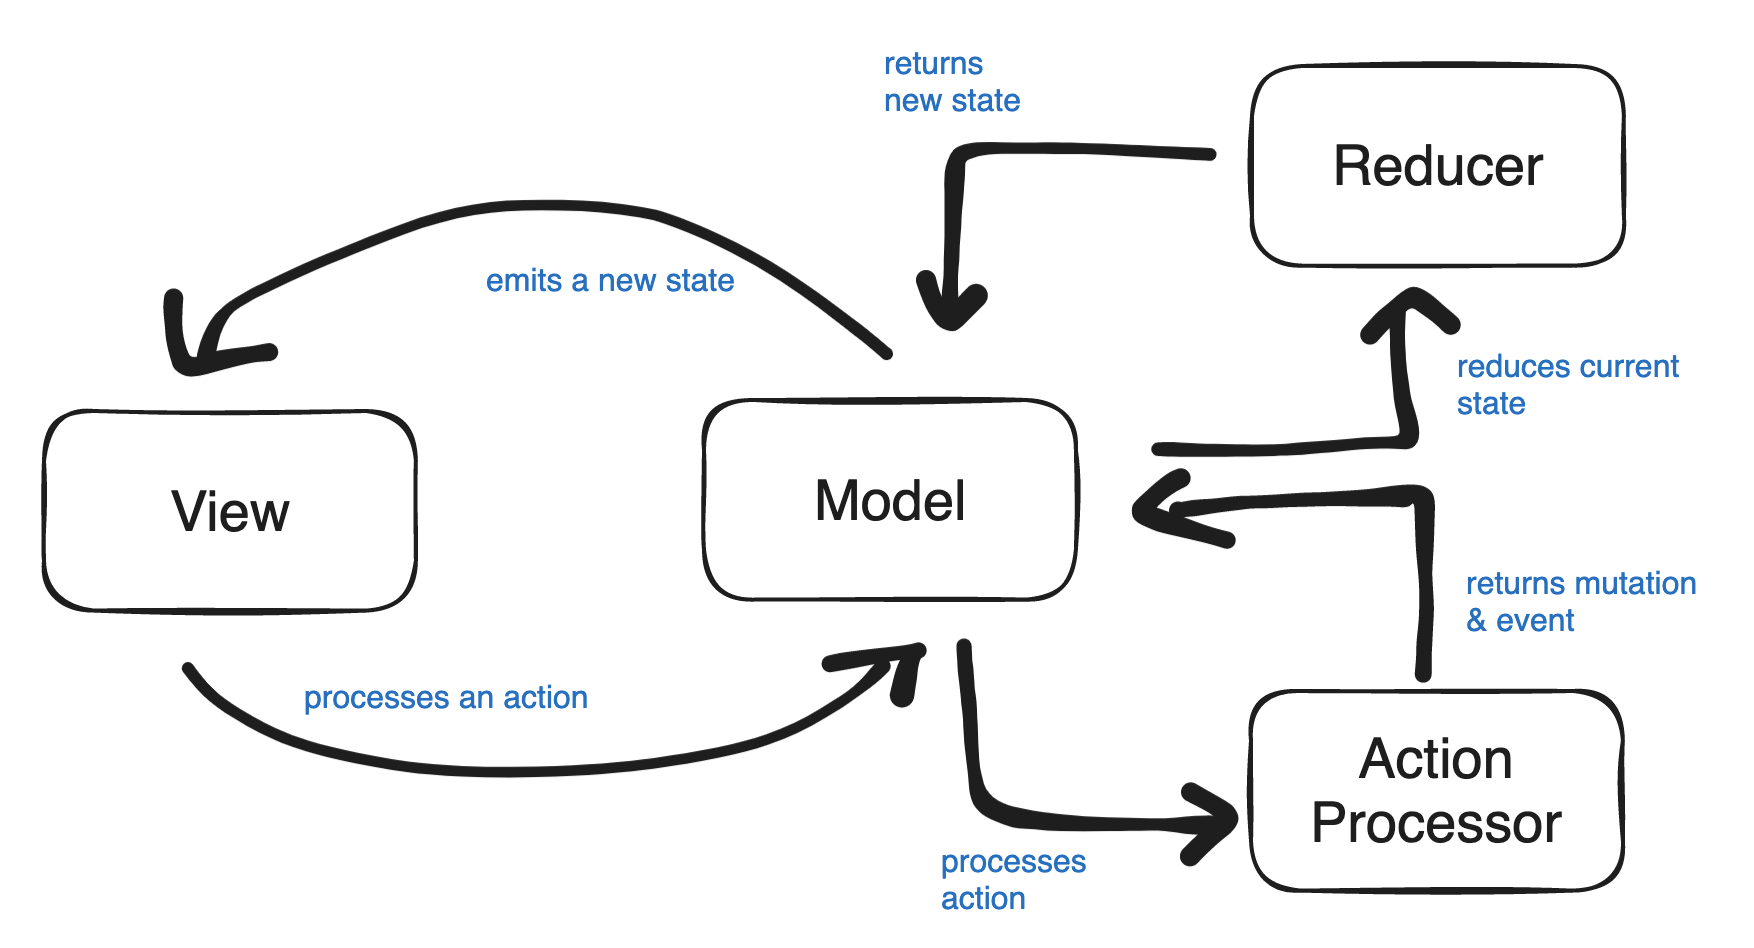 returns
new state
Reducer
emits a new state
reduces current
state
View
Model
returns mutation
& event
processes an action
Action
Processor
processes
action